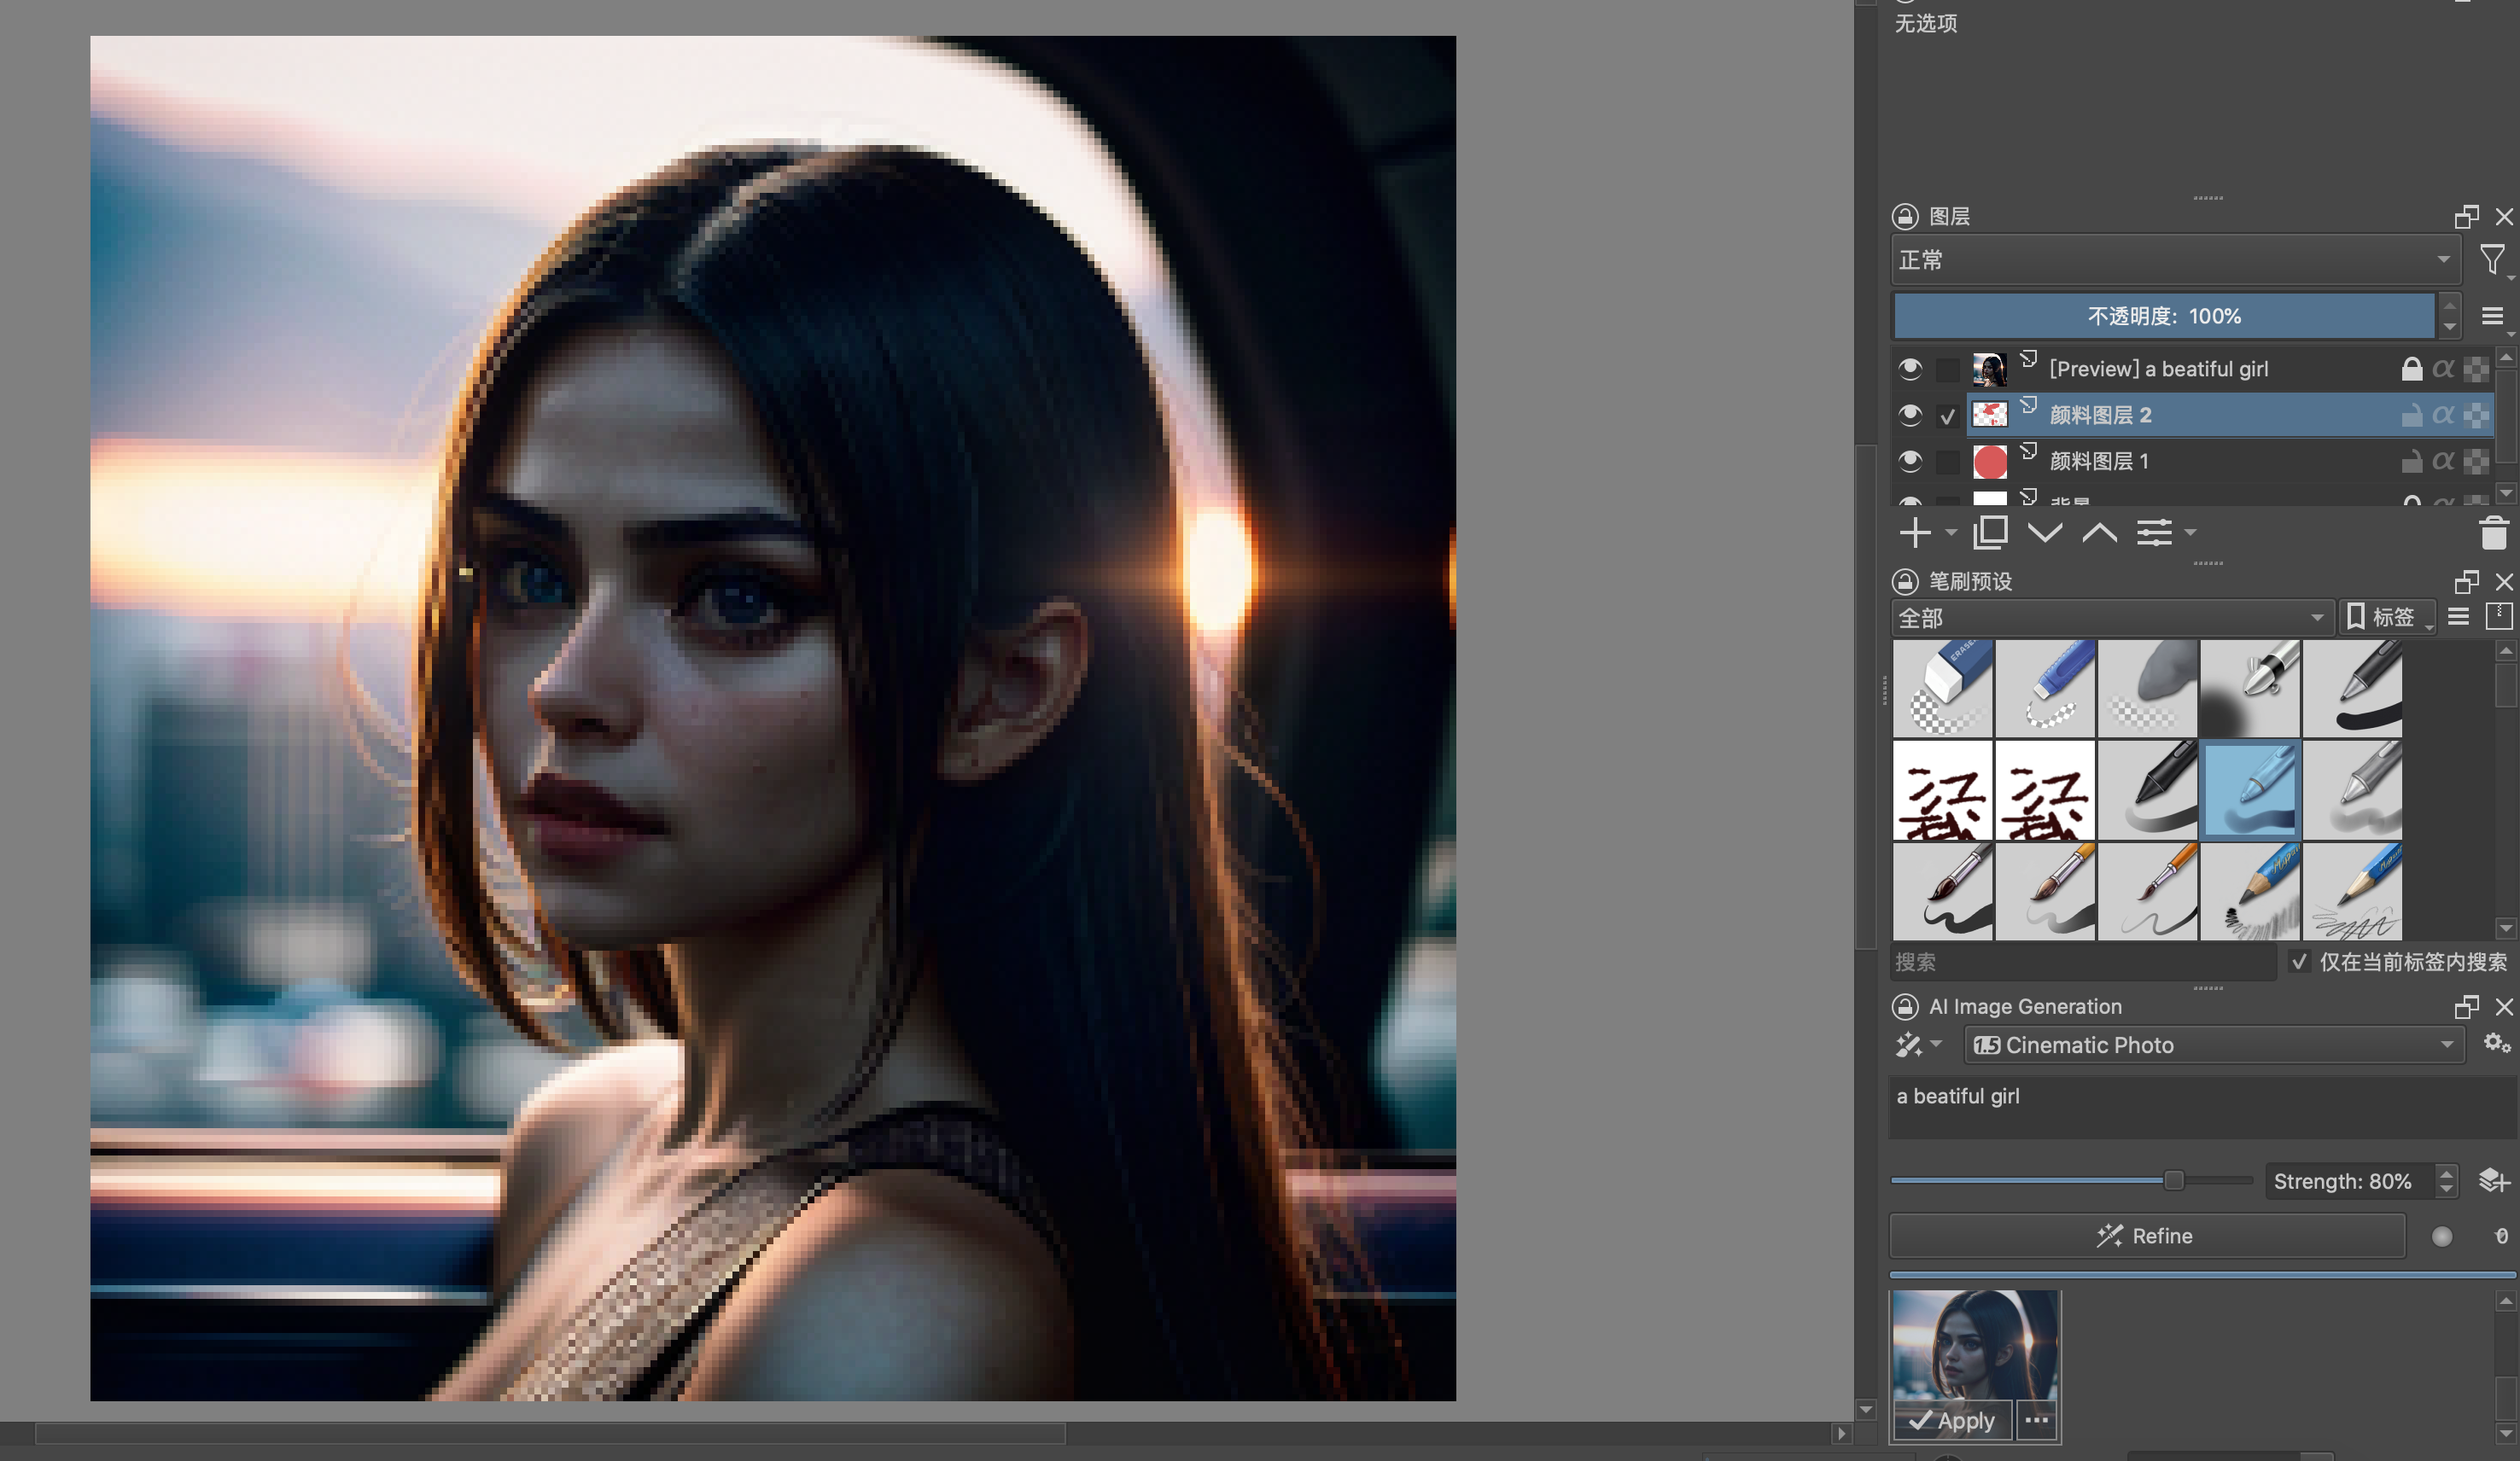 无选项
图层
正常
不透明度: 100%
[Preview] a beatiful girl
颜料图层 2
颜料图层 1
背景
笔刷预设
全部
标签
ERASE
搜索
仅在当前标签内搜索
AI Image Generation
1.5 Cinematic Photo
a beatiful girl
Strength: 80%
Refine
0
Apply